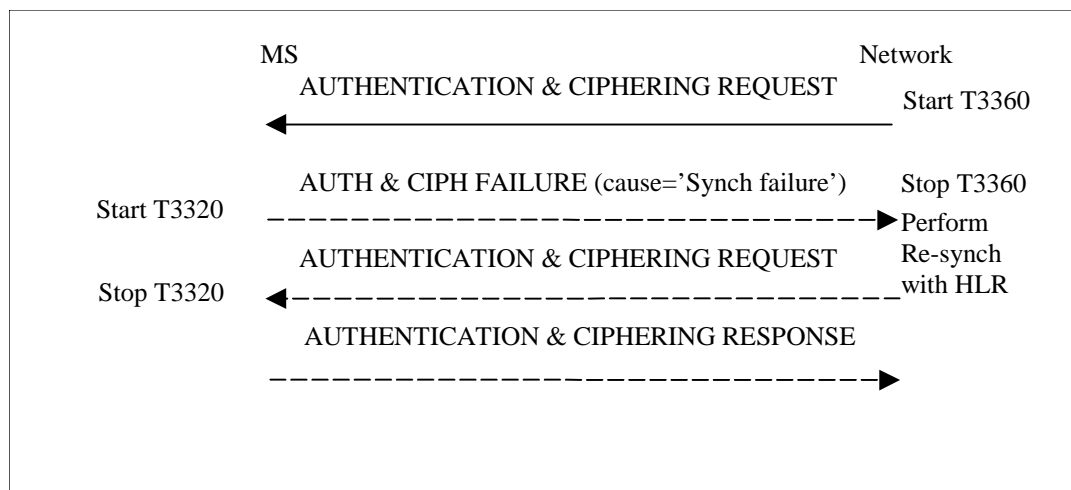 MS
Network
AUTHENTICATION & CIPHERING REQUEST
Start T3360
AUTH & CIPH FAILURE (cause=’Synch failure’)
Stop T3360
Start T3320
Perform
Re-synch
with HLR
AUTHENTICATION & CIPHERING REQUEST
Stop T3320
AUTHENTICATION & CIPHERING RESPONSE